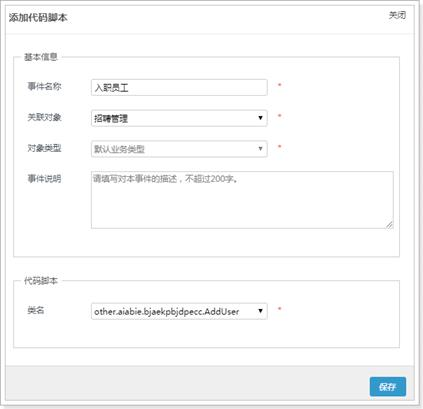 添加代码脚本 关闭
基本信息
事件名称 入职员工 *
关联对象 招聘管理 *
对象类型 默认业务类型 *
事件说明 请填写对本事件的描述，不超过200字。
代码脚本
类名 other.aiabie.bjaekpbjdpecc.AddUser *
保存